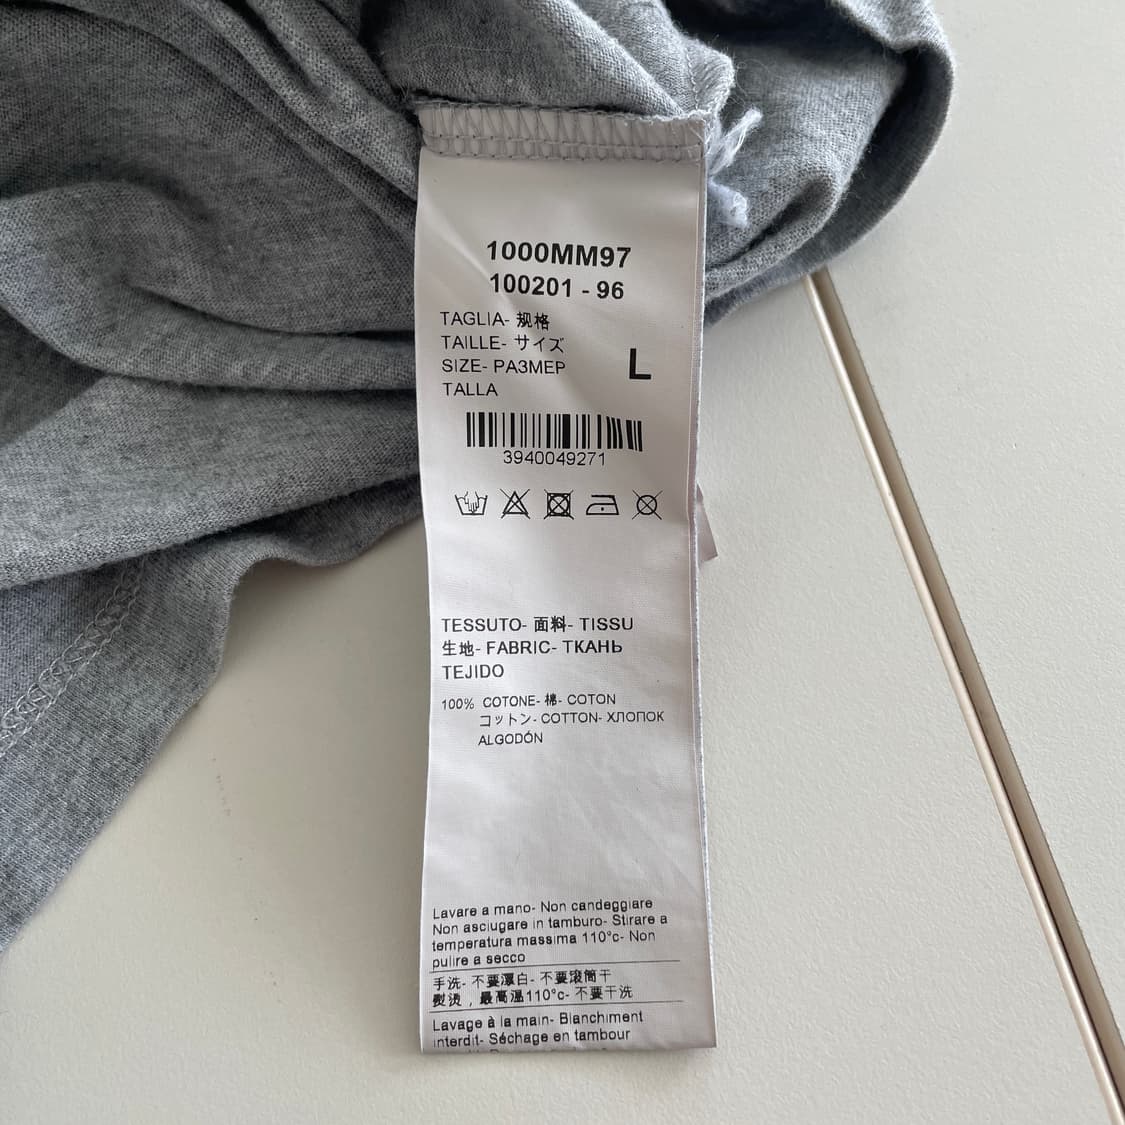 1000MM97
100201 - 96
TAGLIA- 规格
TAILLE- サイズ
SIZE- РАЗМЕР
TALLA
L
3940049271
TESSUTO- 面料- TISSU
生地- FABRIC- ТКАНЬ
TEJIDO
100% COTONE- 棉- COTON
コットン- COTTON- ХЛОПОК
ALGODÓN
Lavare a mano- Non candeggiare
Non asciugare in tamburo- Stirare a
temperatura massima 110°c- Non
pulire a secco
手洗- 不要漂白- 不要滚筒干
熨烫，最高温110°c- 不要干洗
Lavage à la main- Blanchiment
interdit- Séchage en tambour